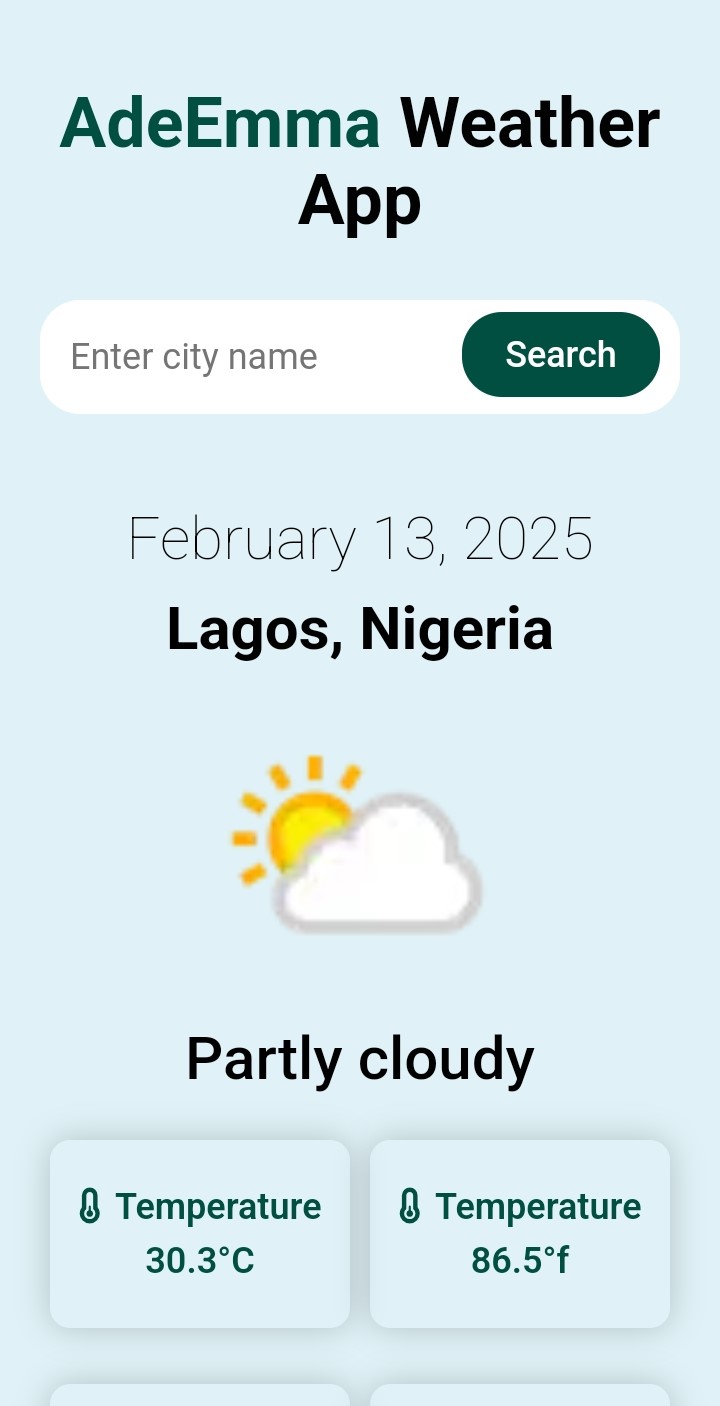 AdeEmma Weather
App
Enter city name
Search
February 13, 2025
Lagos, Nigeria
Partly cloudy
Temperature
30.3°C
Temperature
86.5°f